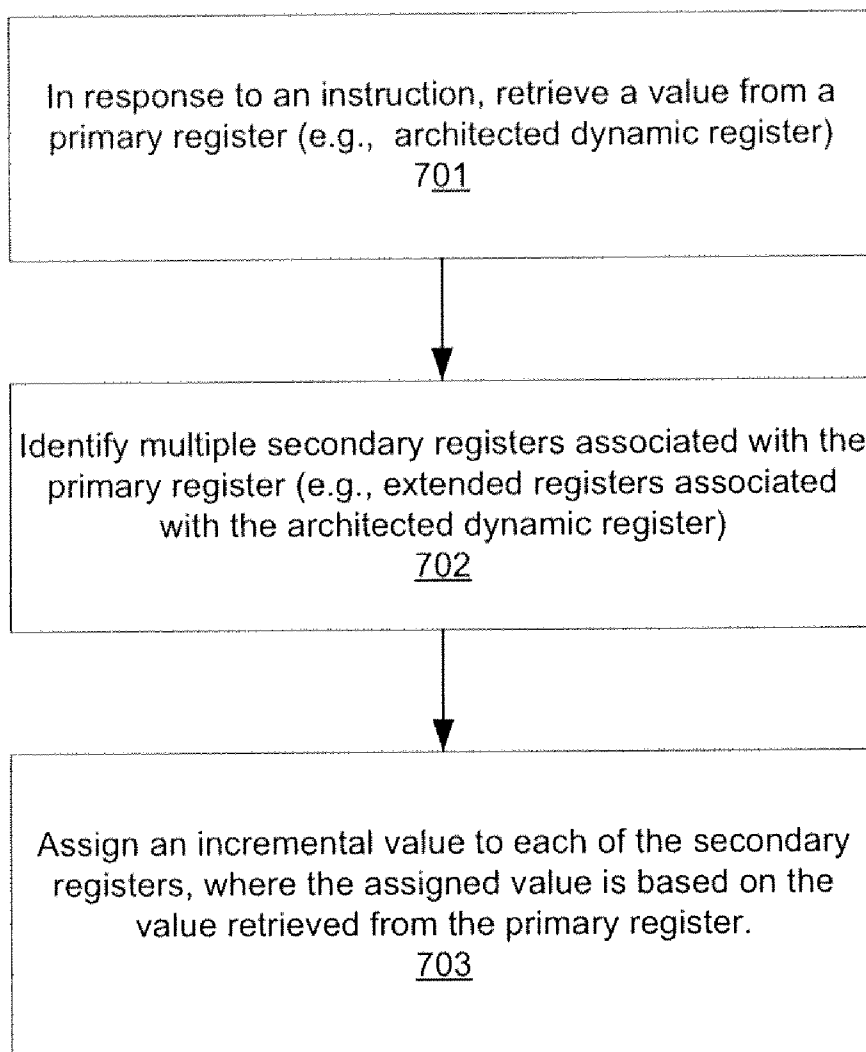 In response to an instruction, retrieve a value from a
primary register (e.g., architected dynamic register)
701
Identify multiple secondary registers associated with the
primary register (e.g., extended registers associated
with the architected dynamic register)
702
Assign an incremental value to each of the secondary
registers, where the assigned value is based on the
value retrieved from the primary register.
703